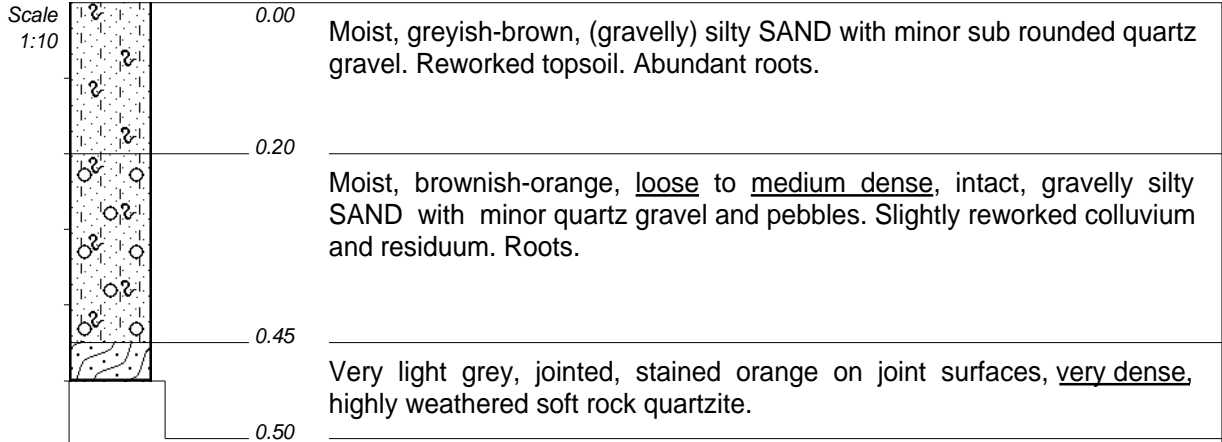 Scale
1:10
0.00
Moist, greyish-brown, (gravelly) silty SAND with minor sub rounded quartz
gravel. Reworked topsoil. Abundant roots.
0.20
Moist, brownish-orange, loose to medium dense, intact, gravelly silty
SAND with minor quartz gravel and pebbles. Slightly reworked colluvium
and residuum. Roots.
0.45
Very light grey, jointed, stained orange on joint surfaces, very dense,
highly weathered soft rock quartzite.
0.50